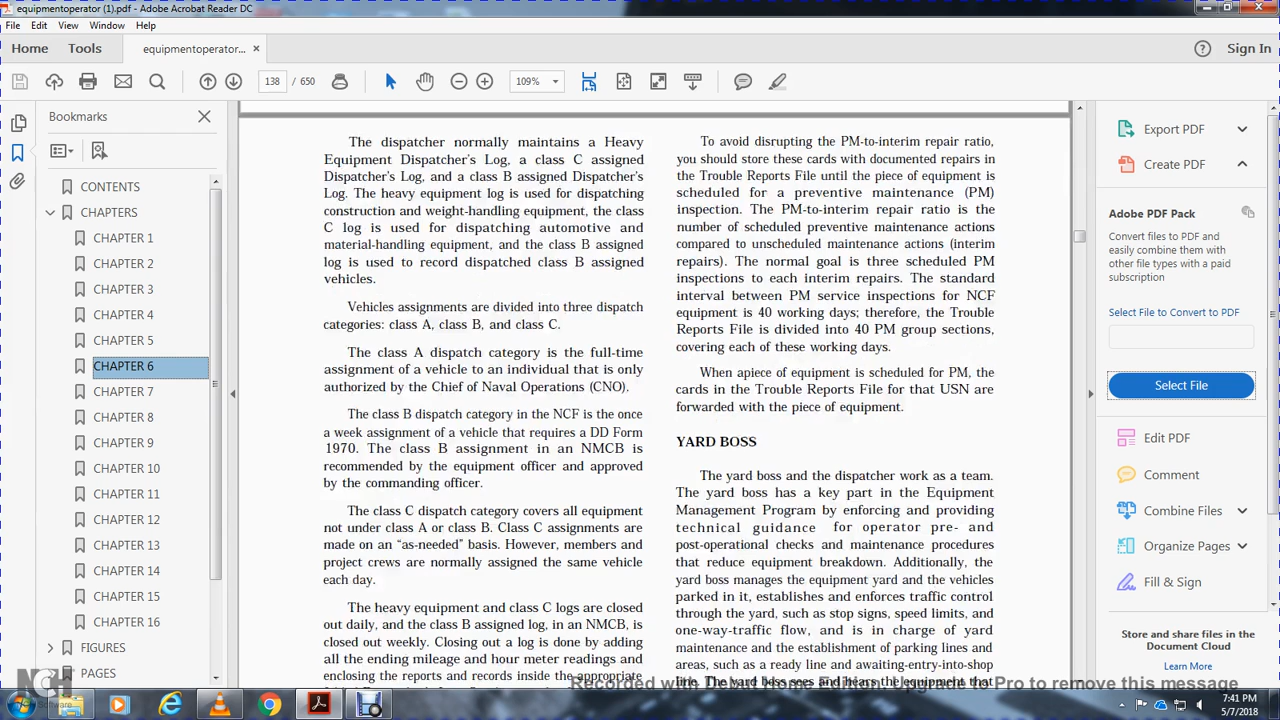 equipmentoperator (1).pdf - Adobe Acrobat Reader DC
File Edit View Window Help
Home Tools equipmentoperator... × Sign In
138 / 650 109%
Bookmarks
CONTENTS
CHAPTERS
CHAPTER 1
CHAPTER 2
CHAPTER 3
CHAPTER 4
CHAPTER 5
CHAPTER 6
CHAPTER 7
CHAPTER 8
CHAPTER 9
CHAPTER 10
CHAPTER 11
CHAPTER 12
CHAPTER 13
CHAPTER 14
CHAPTER 15
CHAPTER 16
FIGURES
PAGES
The dispatcher normally maintains a Heavy
Equipment Dispatcher's Log, a class C assigned
Dispatcher's Log, and a class B assigned Dispatcher's
Log. The heavy equipment log is used for dispatching
construction and weight-handling equipment, the class
C log is used for dispatching automotive and
material-handling equipment, and the class B assigned
log is used to record dispatched class B assigned
vehicles.
Vehicles assignments are divided into three dispatch
categories: class A, class B, and class C.
The class A dispatch category is the full-time
assignment of a vehicle to an individual that is only
authorized by the Chief of Naval Operations (CNO).
The class B dispatch category in the NCF is the once
a week assignment of a vehicle that requires a DD Form
1970. The class B assignment in an NMCB is
recommended by the equipment officer and approved
by the commanding officer.
The class C dispatch category covers all equipment
not under class A or class B. Class C assignments are
made on an “as-needed” basis. However, members and
project crews are normally assigned the same vehicle
each day.
The heavy equipment and class C logs are closed
out daily, and the class B assigned log, in an NMCB, is
closed out weekly. Closing out a log is done by adding
all the ending mileage and hour meter readings and
enclosing the reports and records inside the appropriate
To avoid disrupting the PM-to-interim repair ratio,
you should store these cards with documented repairs in
the Trouble Reports File until the piece of equipment is
scheduled for a preventive maintenance (PM)
inspection. The PM-to-interim repair ratio is the
number of scheduled preventive maintenance actions
compared to unscheduled maintenance actions (interim
repairs). The normal goal is three scheduled PM
inspections to each interim repairs. The standard
interval between PM service inspections for NCF
equipment is 40 working days; therefore, the Trouble
Reports File is divided into 40 PM group sections,
covering each of these working days.
When apiece of equipment is scheduled for PM, the
cards in the Trouble Reports File for that USN are
forwarded with the piece of equipment.
YARD BOSS
The yard boss and the dispatcher work as a team.
The yard boss has a key part in the Equipment
Management Program by enforcing and providing
technical guidance for operator pre- and
post-operational checks and maintenance procedures
that reduce equipment breakdown. Additionally, the
yard boss manages the equipment yard and the vehicles
parked in it, establishes and enforces traffic control
through the yard, such as stop signs, speed limits, and
one-way-traffic flow, and is in charge of yard
maintenance and the establishment of parking lines and
areas, such as a ready line and awaiting-entry-into-shop
line. The yard boss sees and hears the equipment that
Export PDF
Create PDF
Adobe PDF Pack
Convert files to PDF and
easily combine them with
other file types with a paid
subscription
Select File to Convert to PDF
Select File
Edit PDF
Comment
Combine Files
Organize Pages
Fill & Sign
Store and share files in the
Document Cloud
Learn More
Recorded with Debut Home Edition. Upgrade to Pro to remove this message
NCH
Software
7:41 PM
5/7/2018